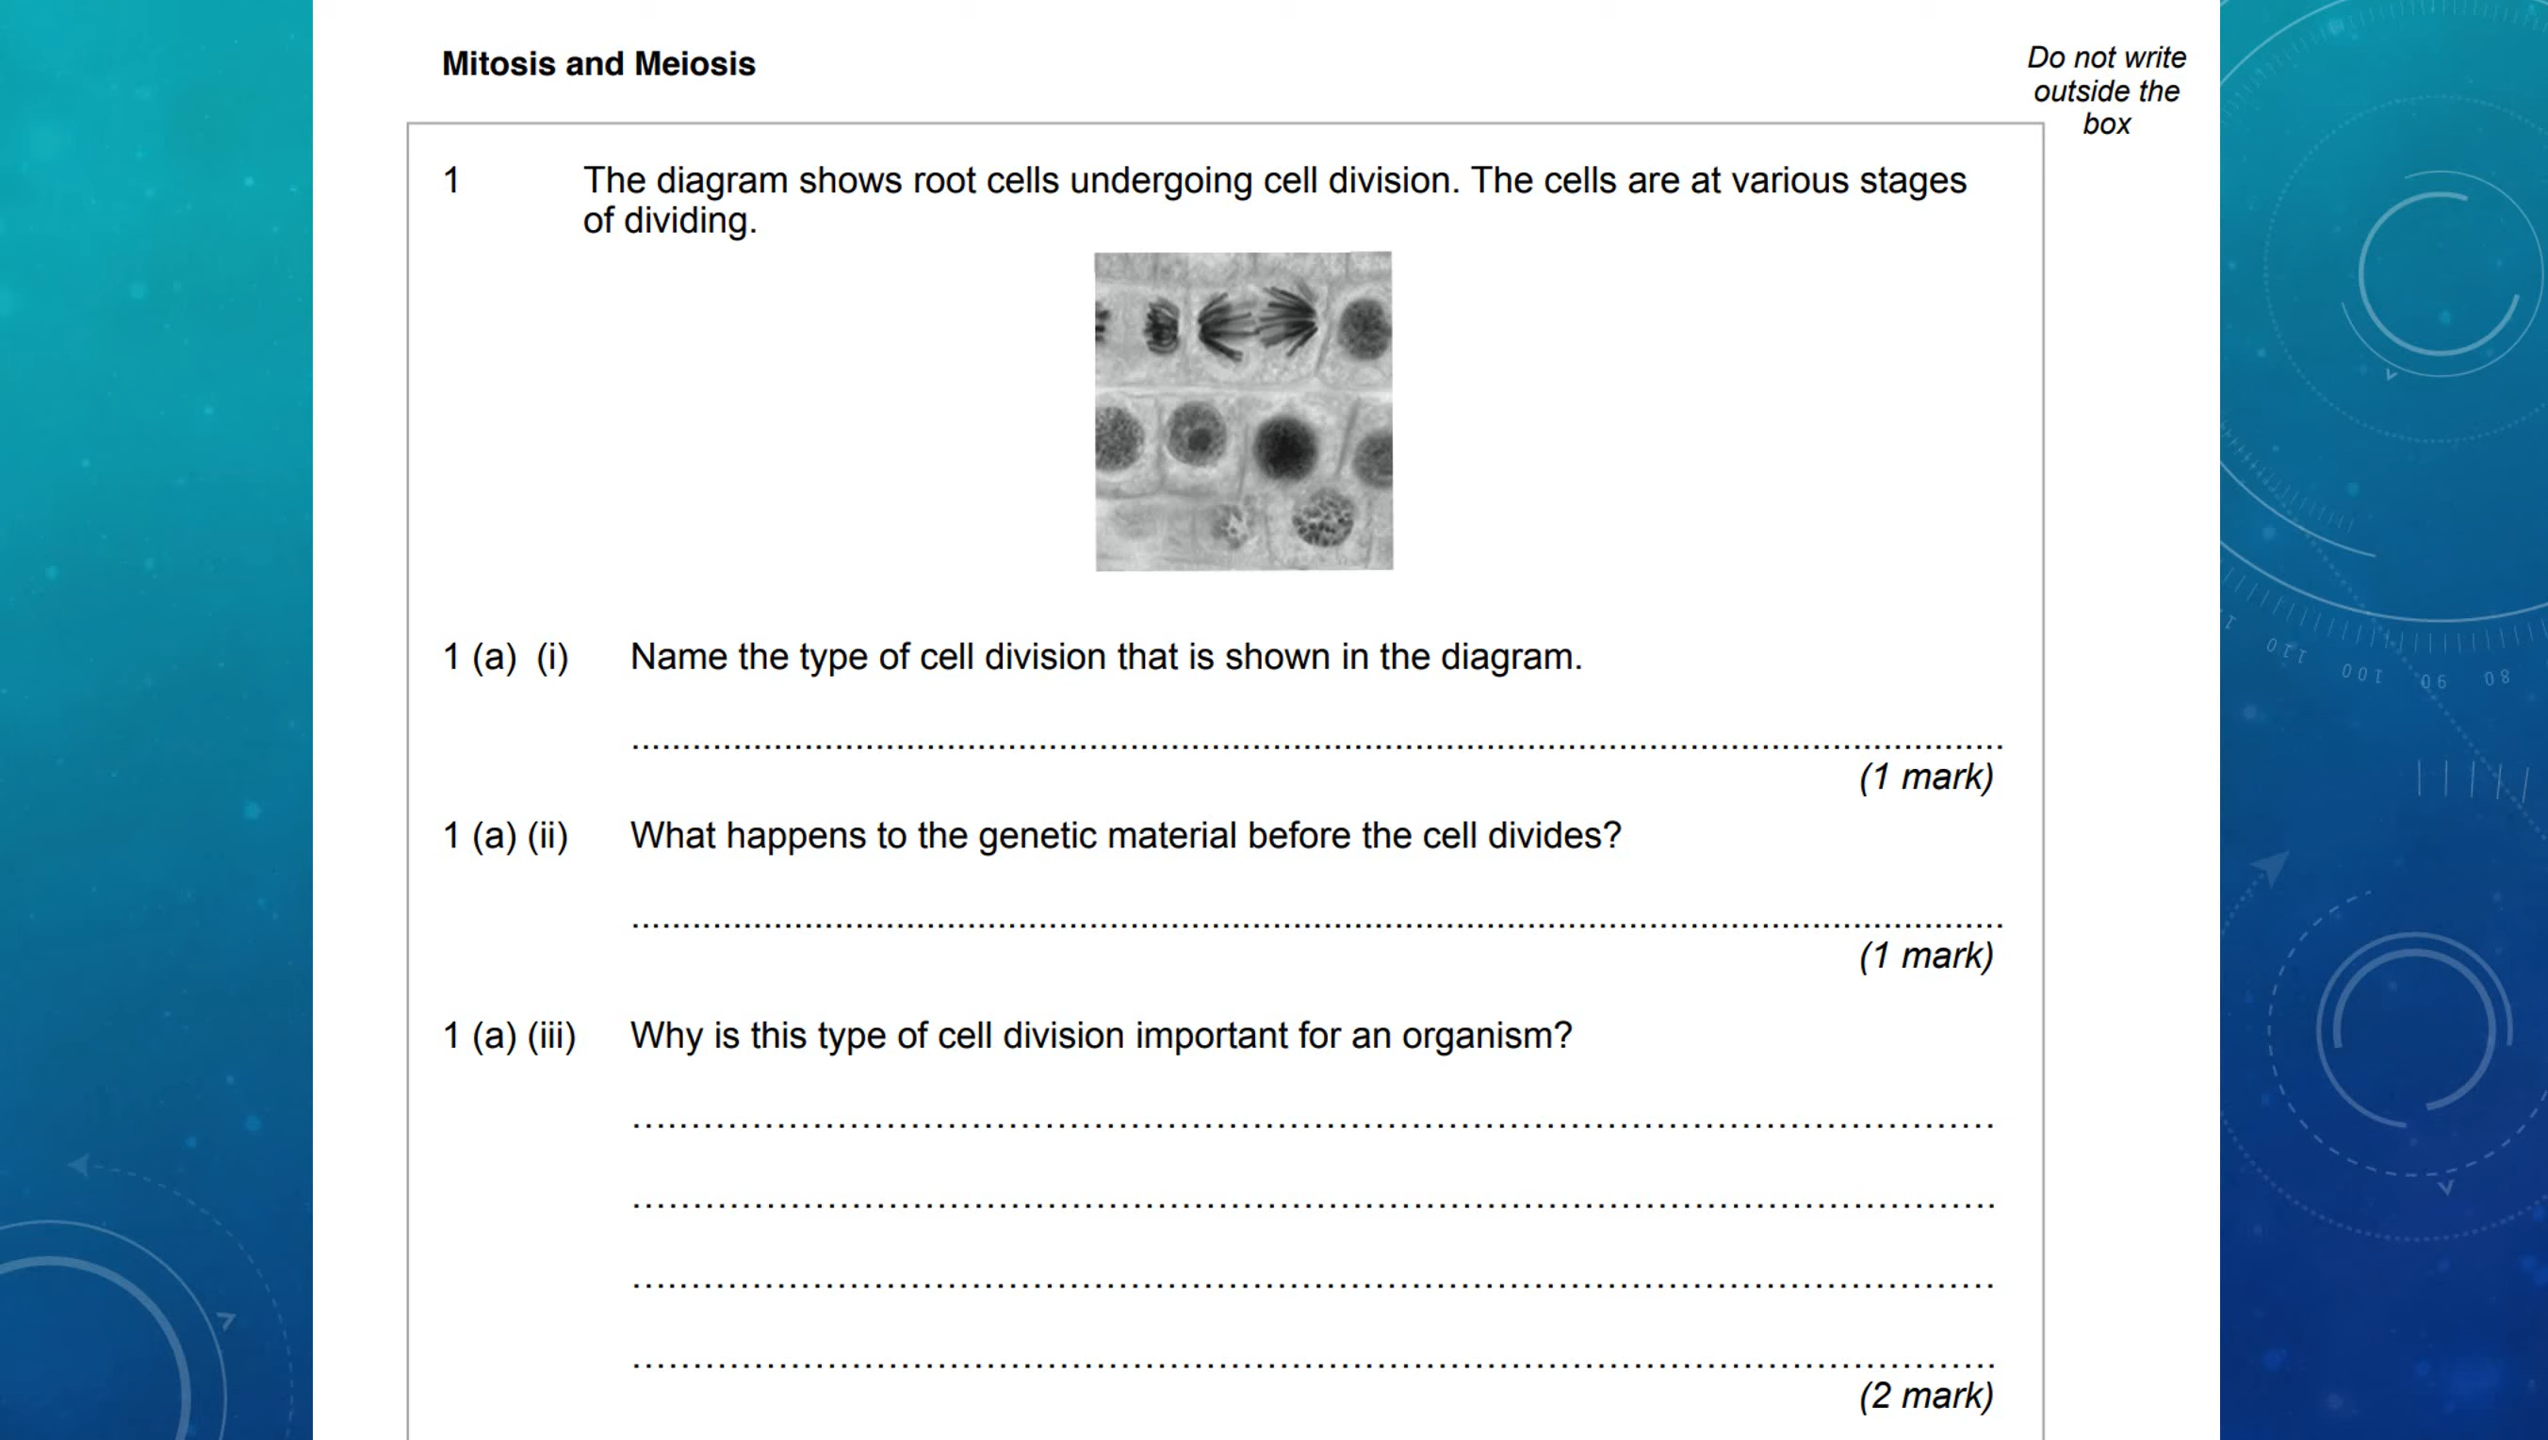 Mitosis and Meiosis
Do not write
outside the
box
1 The diagram shows root cells undergoing cell division. The cells are at various stages
of dividing.
1 (a) (i) Name the type of cell division that is shown in the diagram.
(1 mark)
1 (a) (ii) What happens to the genetic material before the cell divides?
(1 mark)
1 (a) (iii) Why is this type of cell division important for an organism?
(2 mark)